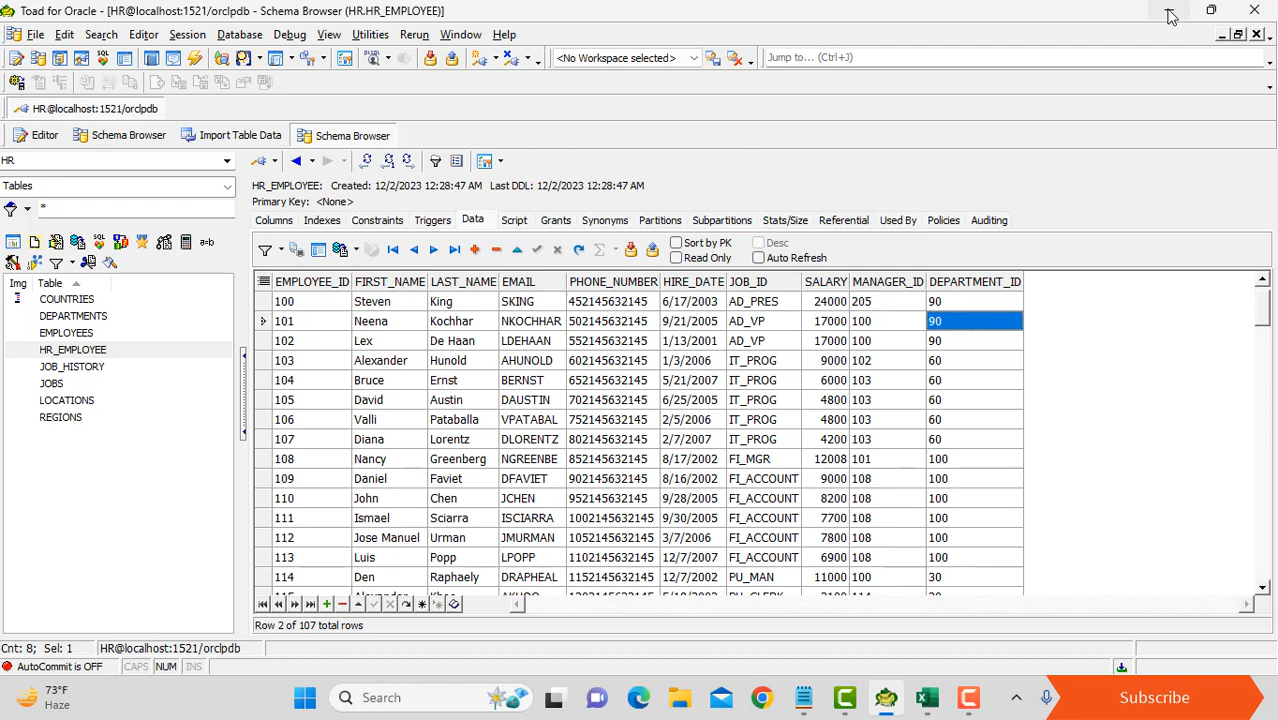 Toad for Oracle - [HR@localhost:1521/orclpdb - Schema Browser (HR.HR_EMPLOYEE)]
File Edit Search Editor Session Database Debug View Utilities Rerun Window Help
<No Workspace selected> Jump to... (Ctrl+J)
HR@localhost:1521/orclpdb
Editor Schema Browser Import Table Data Schema Browser
HR
Tables
*
HR_EMPLOYEE: Created: 12/2/2023 12:28:47 AM Last DDL: 12/2/2023 12:28:47 AM
Primary Key: <None>
Columns Indexes Constraints Triggers Data Script Grants Synonyms Partitions Subpartitions Stats/Size Referential Used By Policies Auditing
Sort by PK Desc
Read Only Auto Refresh
Img Table
COUNTRIES
DEPARTMENTS
EMPLOYEES
HR_EMPLOYEE
JOB_HISTORY
JOBS
LOCATIONS
REGIONS
EMPLOYEE_ID FIRST_NAME LAST_NAME EMAIL PHONE_NUMBER HIRE_DATE JOB_ID SALARY MANAGER_ID DEPARTMENT_ID
100 Steven King SKING 452145632145 6/17/2003 AD_PRES 24000 205 90
101 Neena Kochhar NKOCHHAR 502145632145 9/21/2005 AD_VP 17000 100 90
102 Lex De Haan LDEHAAN 552145632145 1/13/2001 AD_VP 17000 100 90
103 Alexander Hunold AHUNOLD 602145632145 1/3/2006 IT_PROG 9000 102 60
104 Bruce Ernst BERNST 652145632145 5/21/2007 IT_PROG 6000 103 60
105 David Austin DAUSTIN 702145632145 6/25/2005 IT_PROG 4800 103 60
106 Valli Pataballa VPATABAL 752145632145 2/5/2006 IT_PROG 4800 103 60
107 Diana Lorentz DLORENTZ 802145632145 2/7/2007 IT_PROG 4200 103 60
108 Nancy Greenberg NGREENBE 852145632145 8/17/2002 FI_MGR 12008 101 100
109 Daniel Faviet DFAVIET 902145632145 8/16/2002 FI_ACCOUNT 9000 108 100
110 John Chen JCHEN 952145632145 9/28/2005 FI_ACCOUNT 8200 108 100
111 Ismael Sciarra ISCIARRA 1002145632145 9/30/2005 FI_ACCOUNT 7700 108 100
112 Jose Manuel Urman JMURMAN 1052145632145 3/7/2006 FI_ACCOUNT 7800 108 100
113 Luis Popp LPOPP 1102145632145 12/7/2007 FI_ACCOUNT 6900 108 100
114 Den Raphaely DRAPHEAL 1152145632145 12/7/2002 PU_MAN 11000 100 30
Row 2 of 107 total rows
Cnt: 8; Sel: 1 HR@localhost:1521/orclpdb
AutoCommit is OFF CAPS NUM INS
73°F
Haze
Search
Subscribe